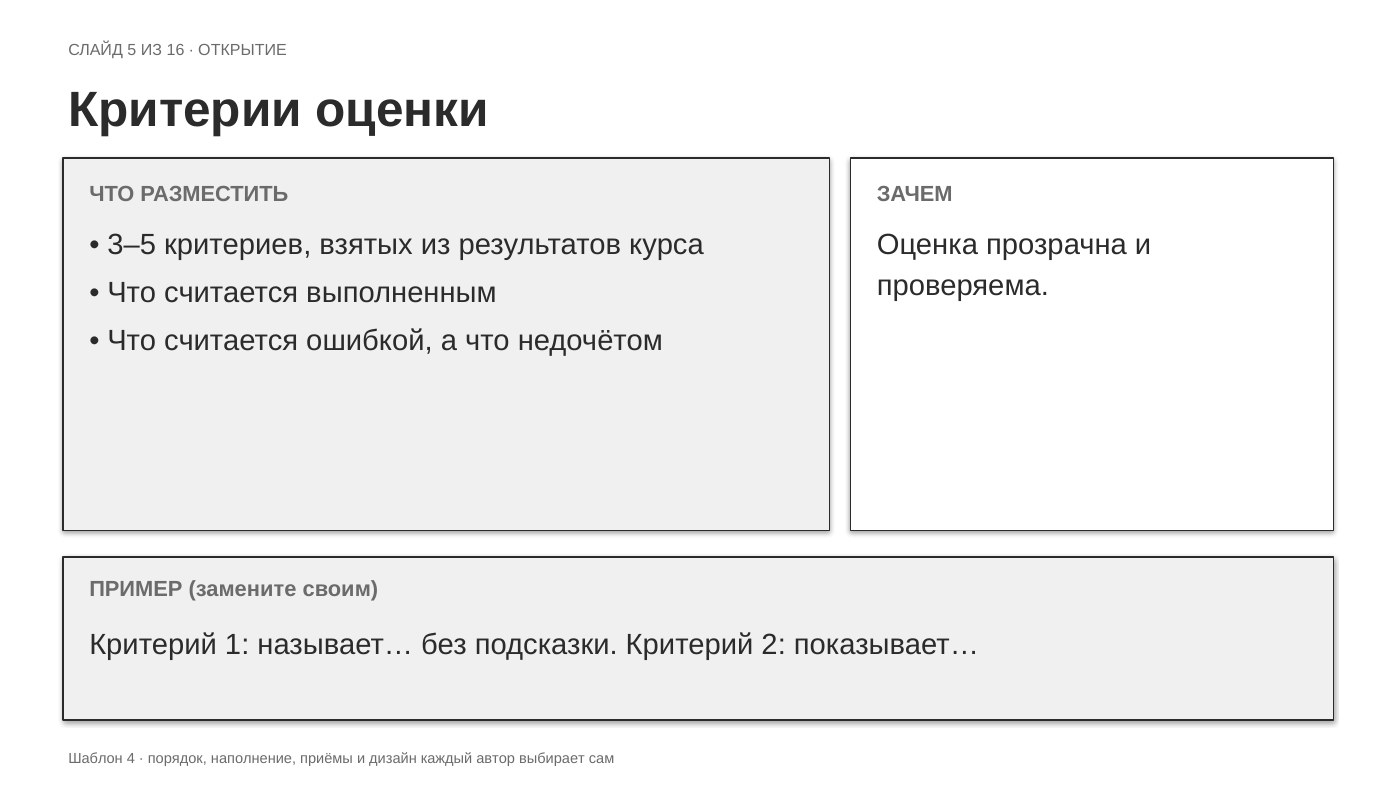 СЛАЙД 5 ИЗ 16 · ОТКРЫТИЕ
Критерии оценки
ЧТО РАЗМЕСТИТЬ
• 3–5 критериев, взятых из результатов курса
• Что считается выполненным
• Что считается ошибкой, а что недочётом
ЗАЧЕМ
Оценка прозрачна и
проверяема.
ПРИМЕР (замените своим)
Критерий 1: называет… без подсказки. Критерий 2: показывает…
Шаблон 4 · порядок, наполнение, приёмы и дизайн каждый автор выбирает сам